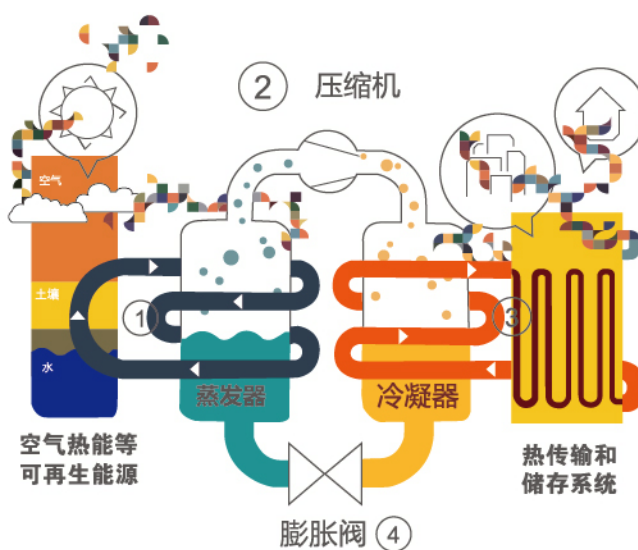 ② 压缩机
空气
土壤
水
①
③
蒸发器
冷凝器
空气热能等
可再生能源
热传输和
储存系统
膨胀阀 ④